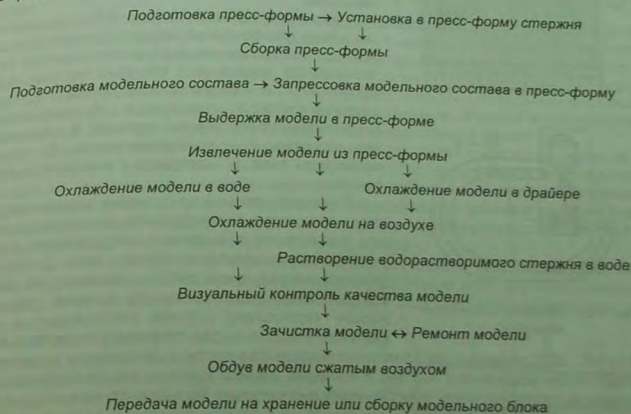 Подготовка пресс-формы → Установка в пресс-форму стержня
↓ ↓
Сборка пресс-формы
↓
Подготовка модельного состава → Запрессовка модельного состава в пресс-форму
↓
Выдержка модели в пресс-форме
↓
Извлечение модели из пресс-формы
↓ ↓ ↓
Охлаждение модели в воде Охлаждение модели в драйере
↓ ↓ ↓
Охлаждение модели на воздухе
↓ ↓
Растворение водорастворимого стержня в воде
↓ ↓
Визуальный контроль качества модели
↓
Зачистка модели ↔ Ремонт модели
↓
Обдув модели сжатым воздухом
↓
Передача модели на хранение или сборку модельного блока